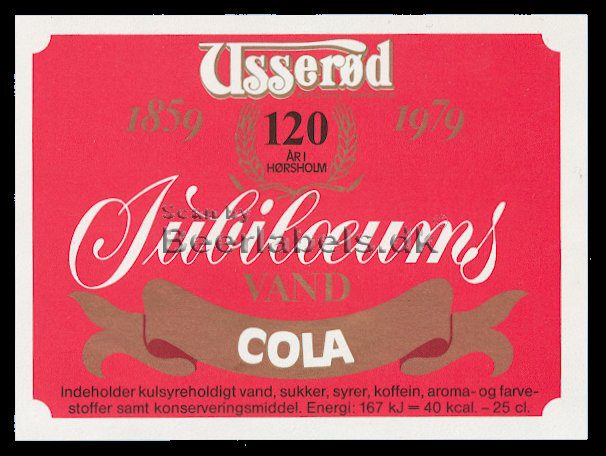 Usserød
1859 1979
120
ÅR I
HØRSHOLM
Scan by
Jubilæums
Beerlabels.dk
VAND
COLA
Indeholder kulsyreholdigt vand, sukker, syrer, koffein, aroma- og farve-
stoffer samt konserveringsmiddel. Energi: 167 kJ = 40 kcal. – 25 cl.